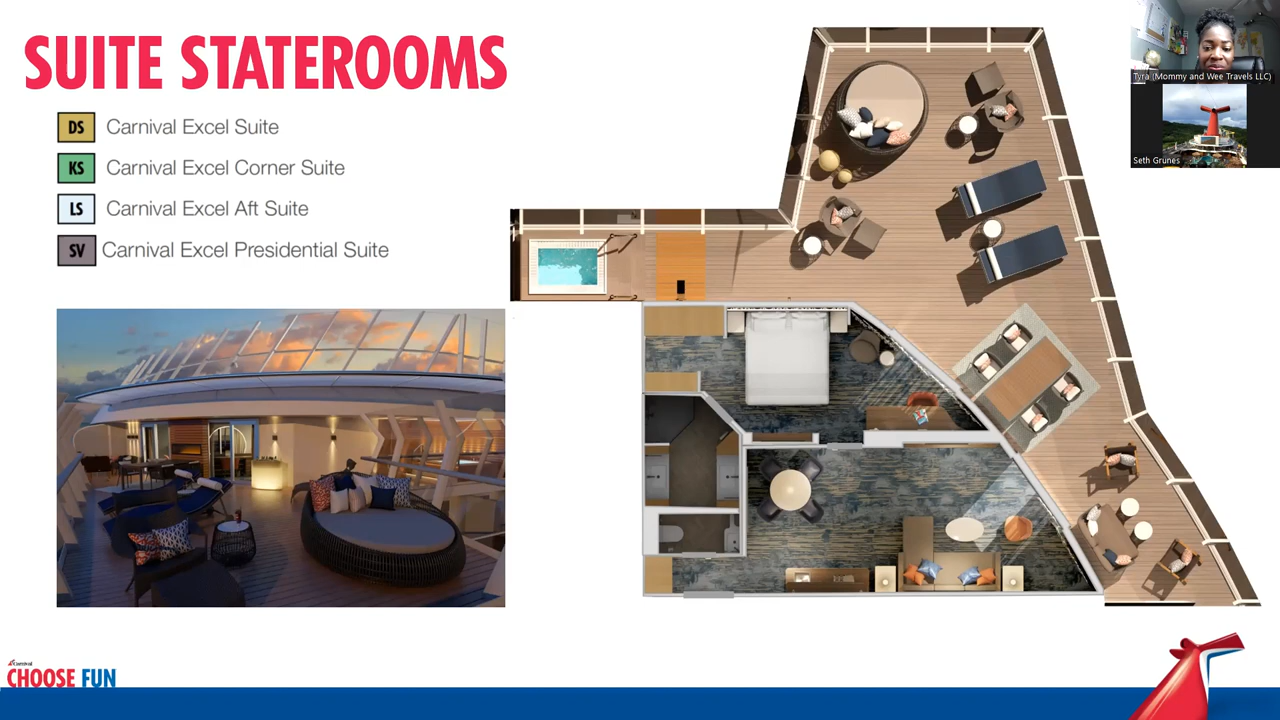 SUITE STATEROOMS
DS Carnival Excel Suite
KS Carnival Excel Corner Suite
LS Carnival Excel Aft Suite
SV Carnival Excel Presidential Suite
Tyra (Mommy and Wee Travels LLC)
Seth Grunes
Carnival
CHOOSE FUN